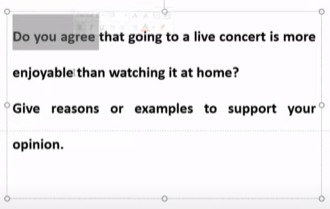 Do you agree that going to a live concert is more
enjoyable than watching it at home?
Give reasons or examples to support your
opinion.